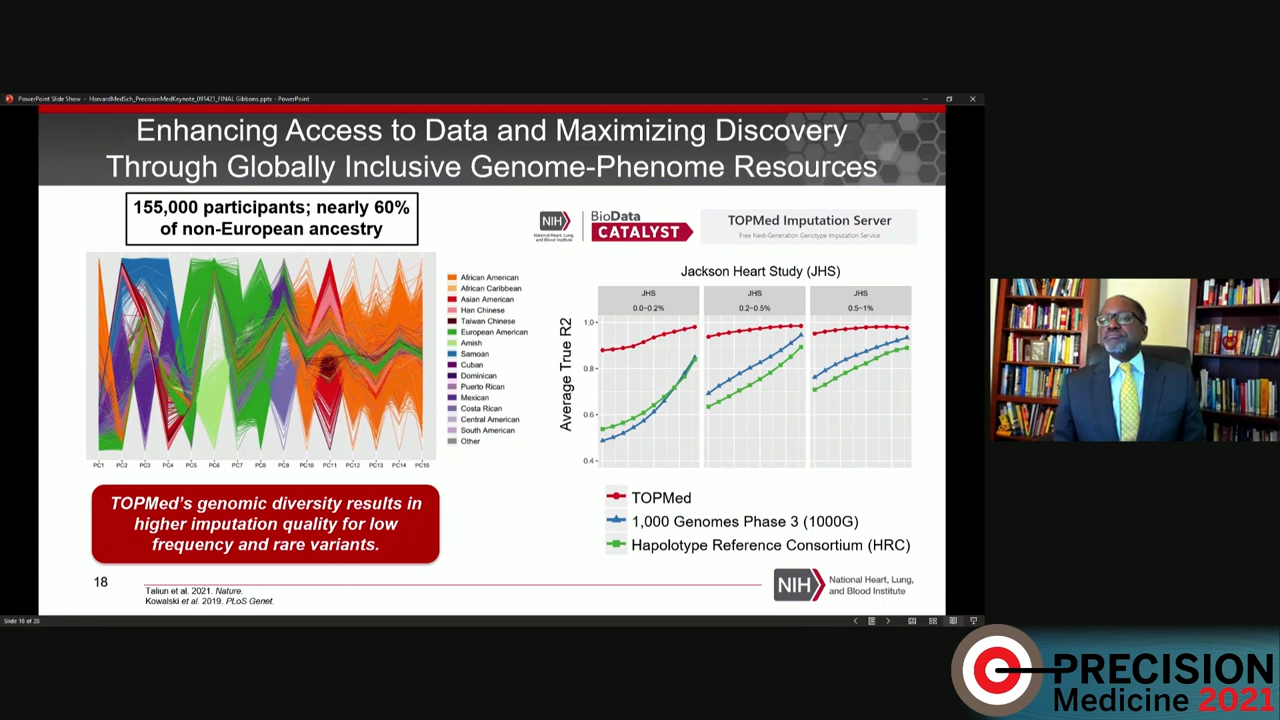 PowerPoint Slide Show - HarvardMedSch_PrecisionMedKeynote_091421_FINAL Gibbons.pptx - PowerPoint
Enhancing Access to Data and Maximizing Discovery
Through Globally Inclusive Genome-Phenome Resources
155,000 participants; nearly 60%
of non-European ancestry
NIH
National Heart, Lung,
and Blood Institute
BioData
CATALYST
TOPMed Imputation Server
Free Next-Generation Genotype Imputation Service
African American
African Caribbean
Asian American
Han Chinese
Taiwan Chinese
European American
Amish
Samoan
Cuban
Dominican
Puerto Rican
Mexican
Costa Rican
Central American
South American
Other
PC1 PC2 PC3 PC4 PC5 PC6 PC7 PC8 PC9 PC10 PC11 PC12 PC13 PC14 PC15
Jackson Heart Study (JHS)
JHS JHS JHS
0.0–0.2% 0.2–0.5% 0.5–1%
Average True R2
1.0
0.8
0.6
0.4
TOPMed
1,000 Genomes Phase 3 (1000G)
Hapolotype Reference Consortium (HRC)
TOPMed's genomic diversity results in
higher imputation quality for low
frequency and rare variants.
18
Taliun et al. 2021. Nature.
Kowalski et al. 2019. PLoS Genet.
NIH
National Heart, Lung,
and Blood Institute
Slide 18 of 20
PRECISION
Medicine 2021